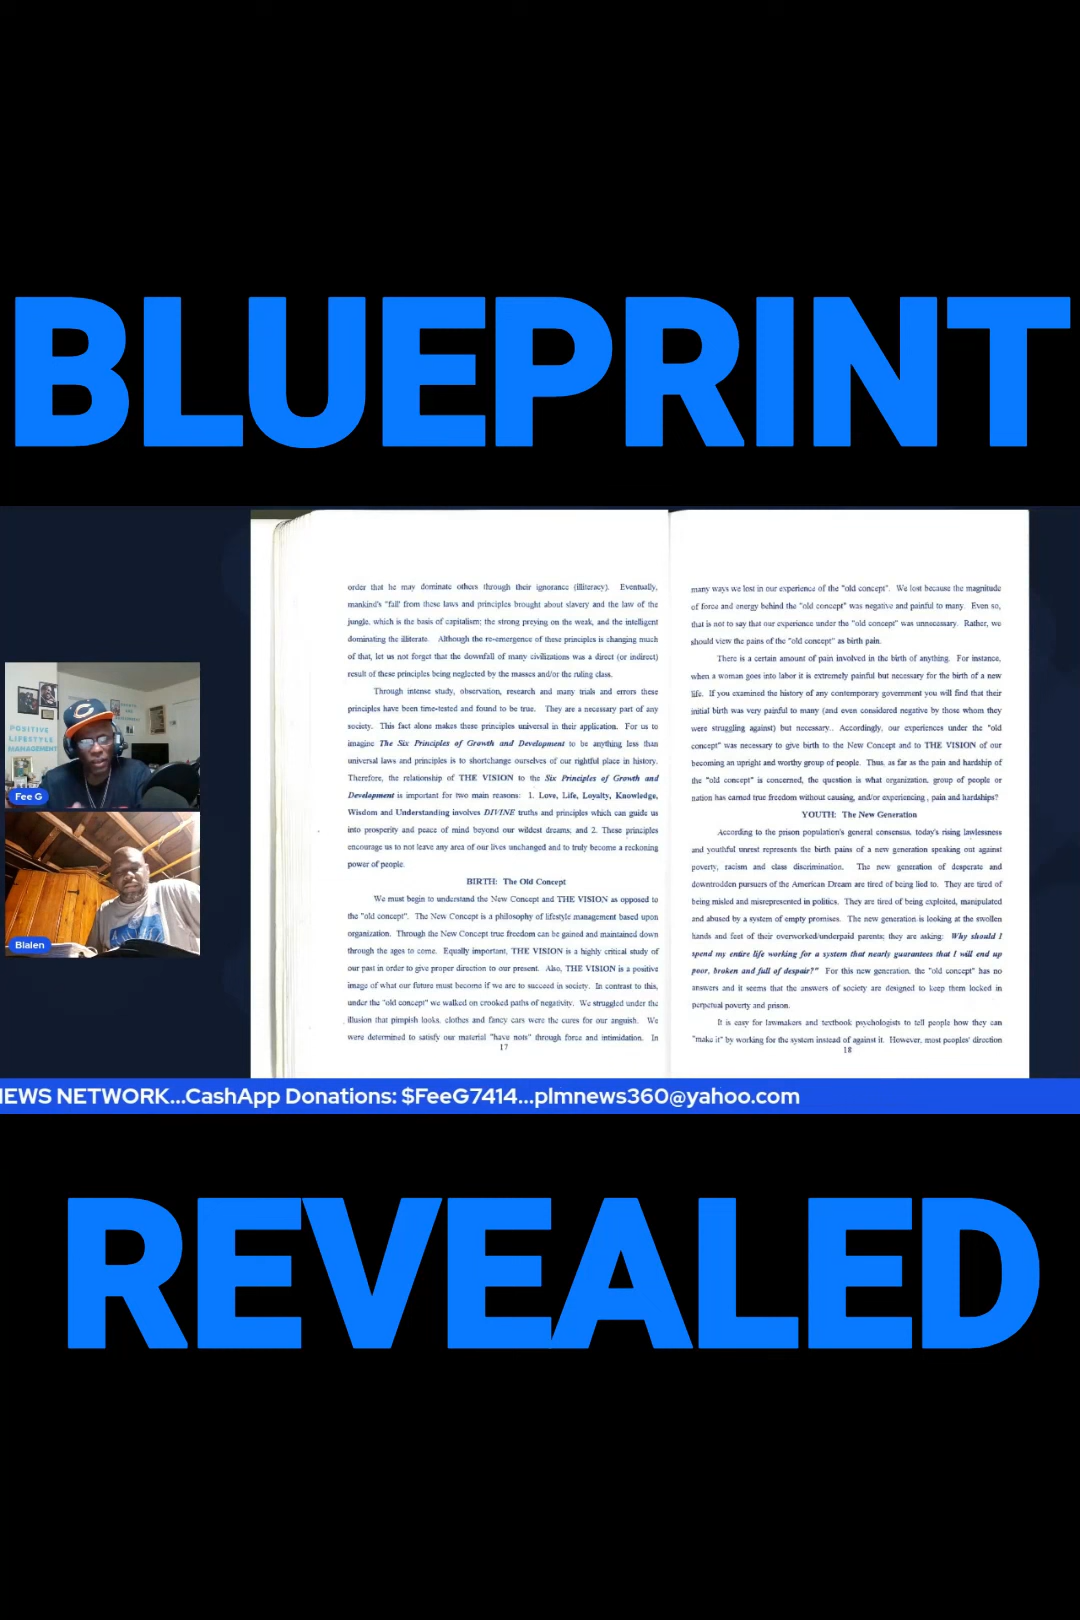 BLUEPRINT
POSITIVE
LIFESTYLE
MANAGEMENT
Fee G
Blalen
order that he may dominate others through their ignorance (illiteracy). Eventually,
mankind's "fall' from these laws and principles brought about slavery and the law of the
jungle, which is the basis of capitalism; the strong preying on the weak, and the intelligent
dominating the illiterate. Although the re-emergence of these principles is changing much
of that, let us not forget that the downfall of many civilizations was a direct (or indirect)
result of these principles being neglected by the masses and/or the ruling class.
Through intense study, observation, research and many trials and errors these
principles have been time-tested and found to be true. They are a necessary part of any
society. This fact alone makes these principles universal in their application. For us to
imagine The Six Principles of Growth and Development to be anything less than
universal laws and principles is to shortchange ourselves of our rightful place in history.
Therefore, the relationship of THE VISION to the Six Principles of Growth and
Development is important for two main reasons: 1. Love, Life, Loyalty, Knowledge,
Wisdom and Understanding involves DIVINE truths and principles which can guide us
into prosperity and peace of mind beyond our wildest dreams, and 2. These principles
encourage us to not leave any area of our lives unchanged and to truly become a reckoning
power of people.
BIRTH: The Old Concept
We must begin to understand the New Concept and THE VISION as opposed to
the "old concept". The New Concept is a philosophy of lifestyle management based upon
organization. Through the New Concept true freedom can be gained and maintained down
through the ages to come. Equally important, THE VISION is a highly critical study of
our past in order to give proper direction to our present. Also, THE VISION is a positive
image of what our future must become if we are to succeed in society. In contrast to this,
under the "old concept" we walked on crooked paths of negativity. We struggled under the
illusion that pimpish looks, clothes and fancy cars were the cures for our anguish. We
were determined to satisfy our material "have nots" through force and intimidation. In
17
many ways we lost in our experience of the "old concept". We lost because the magnitude
of force and energy behind the "old concept" was negative and painful to many. Even so,
that is not to say that our experience under the "old concept" was unnecessary. Rather, we
should view the pains of the "old concept" as birth pain.
There is a certain amount of pain involved in the birth of anything. For instance,
when a woman goes into labor it is extremely painful but necessary for the birth of a new
life. If you examined the history of any contemporary government you will find that their
initial birth was very painful to many (and even considered negative by those whom they
were struggling against) but necessary.. Accordingly, our experiences under the "old
concept" was necessary to give birth to the New Concept and to THE VISION of our
becoming an upright and worthy group of people. Thus, as far as the pain and hardship of
the "old concept" is concerned, the question is what organization, group of people or
nation has earned true freedom without causing, and/or experiencing , pain and hardships?
YOUTH: The New Generation
According to the prison population's general consensus, today's rising lawlessness
and youthful unrest represents the birth pains of a new generation speaking out against
poverty, racism and class discrimination. The new generation of desperate and
downtrodden pursuers of the American Dream are tired of being lied to. They are tired of
being misled and misrepresented in politics. They are tired of being exploited, manipulated
and abused by a system of empty promises. The new generation is looking at the swollen
hands and feet of their overworked/underpaid parents; they are asking: Why should I
spend my entire life working for a system that nearly guarantees that I will end up
poor, broken and full of despair?" For this new generation, the "old concept" has no
answers and it seems that the answers of society are designed to keep them locked in
perpetual poverty and prison.
It is easy for lawmakers and textbook psychologists to tell people how they can
"make it" by working for the system instead of against it. However, most peoples' direction
18
NEWS NETWORK...CashApp Donations: $FeeG7414...plmnews360@yahoo.com
REVEALED